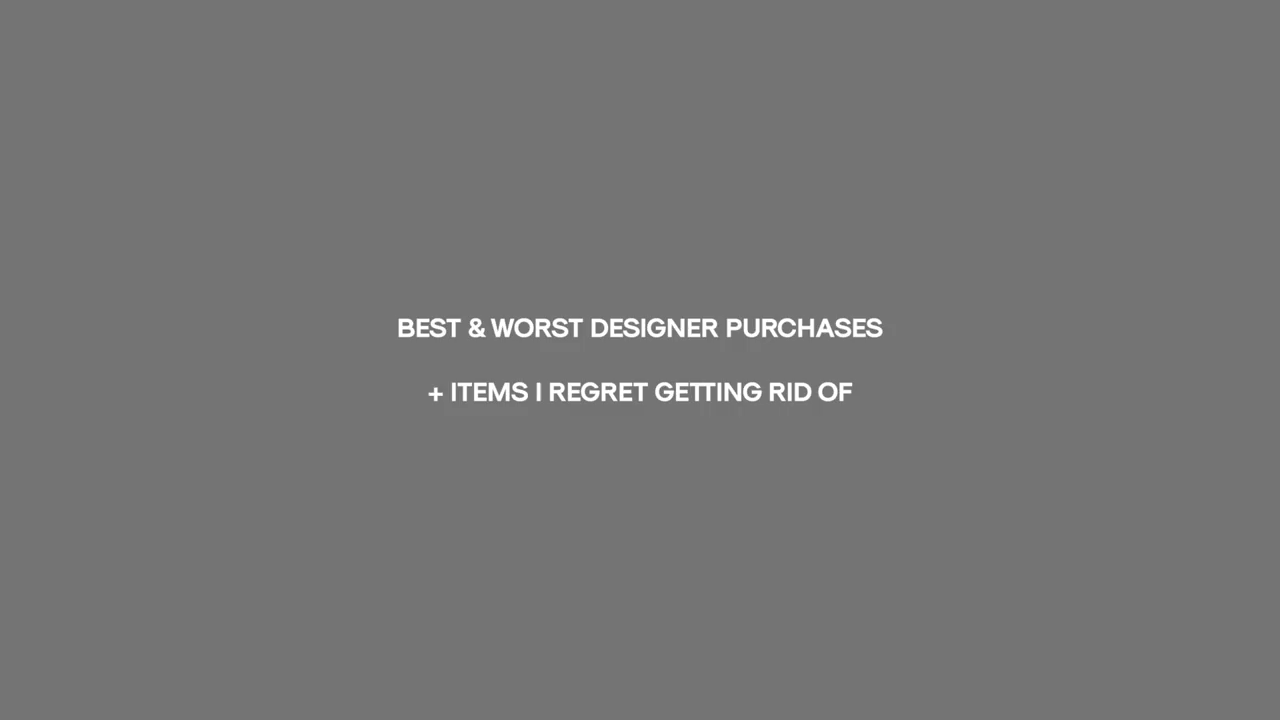 BEST & WORST DESIGNER PURCHASES
+ ITEMS I REGRET GETTING RID OF